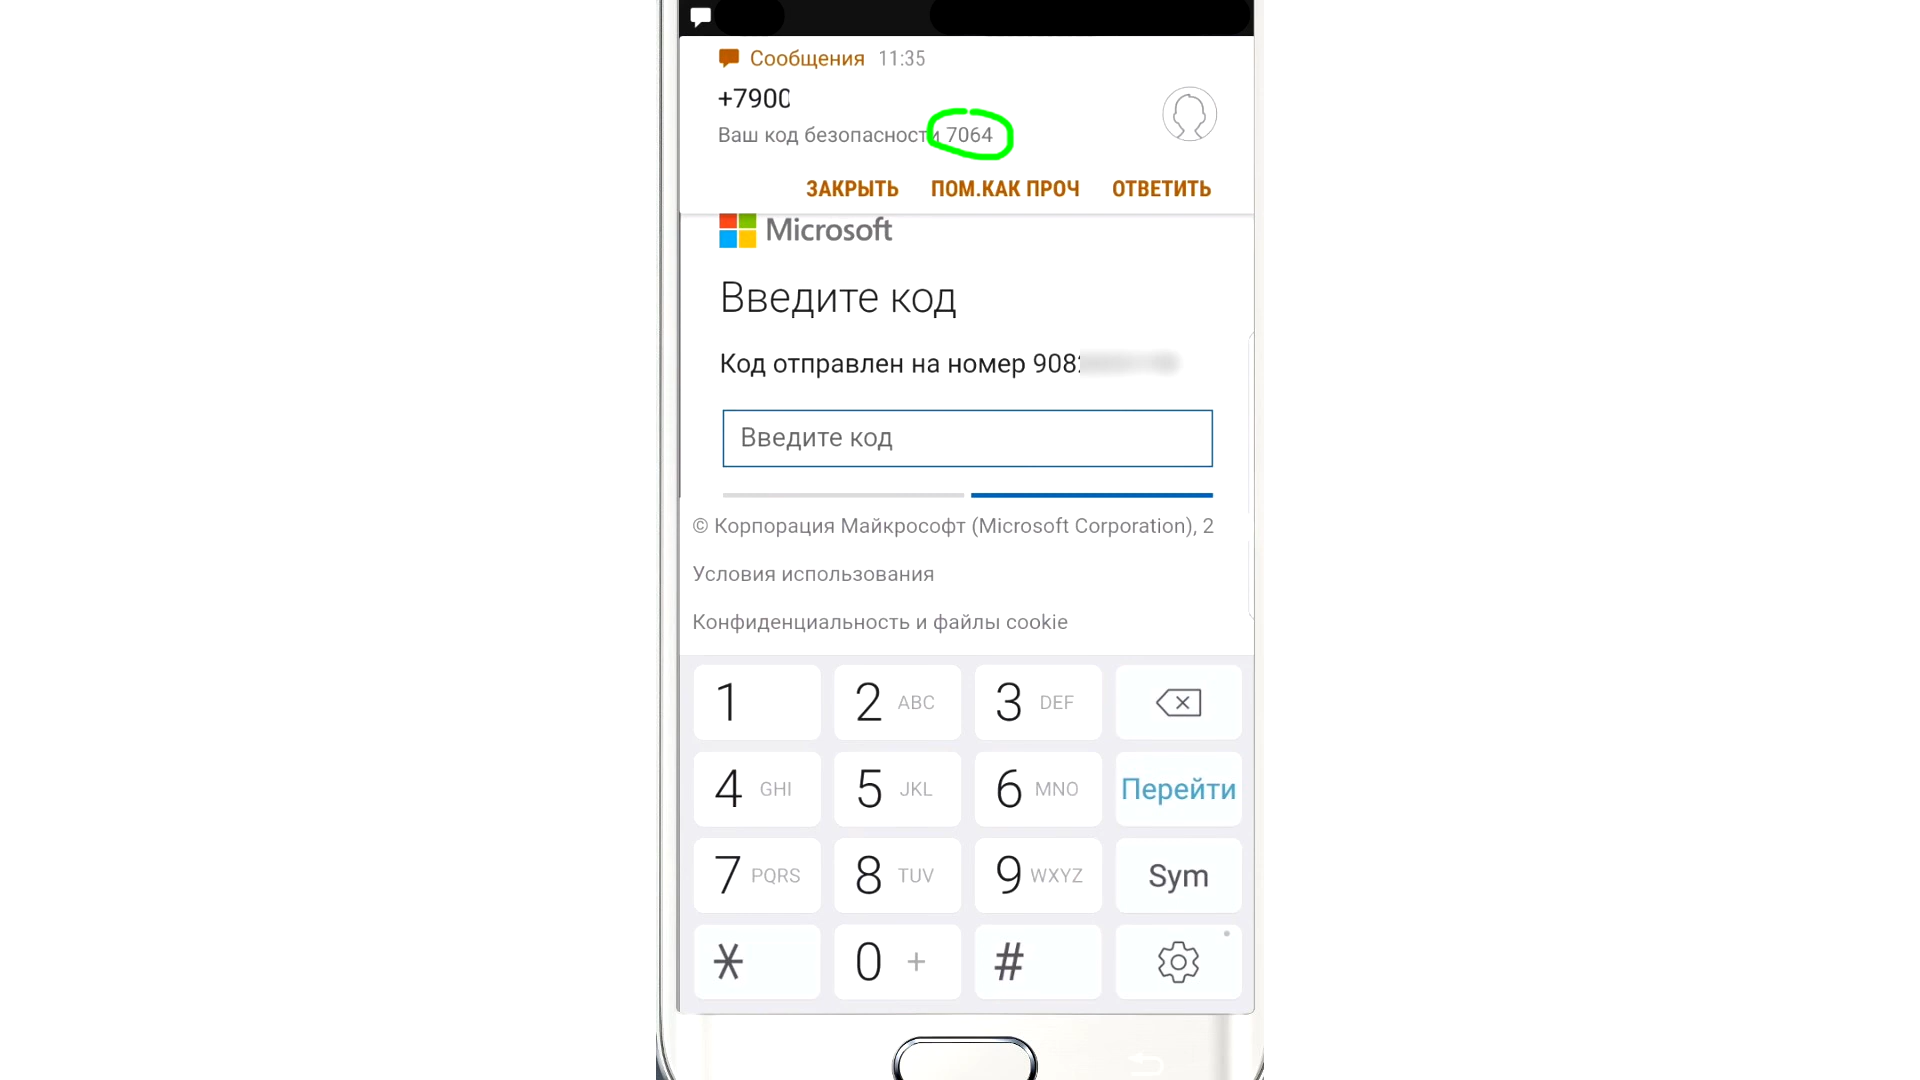 Сообщения 11:35
+7900
Ваш код безопасности 7064
ЗАКРЫТЬ ПОМ.КАК ПРОЧ ОТВЕТИТЬ
Microsoft
Введите код
Код отправлен на номер 908
Введите код
© Корпорация Майкрософт (Microsoft Corporation), 2
Условия использования
Конфиденциальность и файлы cookie
1 2 ABC 3 DEF
4 GHI 5 JKL 6 MNO Перейти
7 PQRS 8 TUV 9 WXYZ Sym
* 0 + #